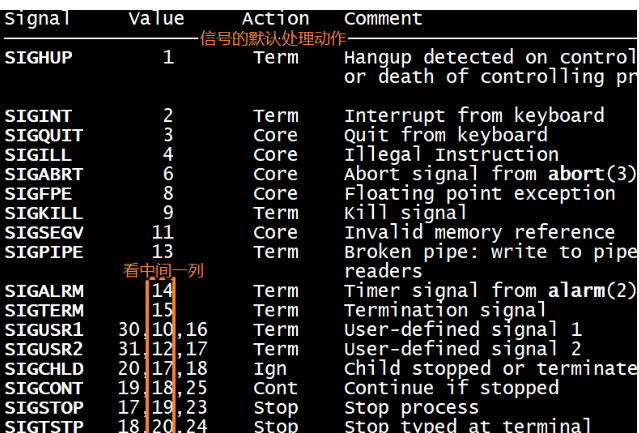 Signal Value Action Comment
信号的默认处理动作
SIGHUP 1 Term Hangup detected on control
or death of controlling pr
SIGINT 2 Term Interrupt from keyboard
SIGQUIT 3 Core Quit from keyboard
SIGILL 4 Core Illegal Instruction
SIGABRT 6 Core Abort signal from abort(3)
SIGFPE 8 Core Floating point exception
SIGKILL 9 Term Kill signal
SIGSEGV 11 Core Invalid memory reference
SIGPIPE 13 Term Broken pipe: write to pipe
看中间一列 readers
SIGALRM 14 Term Timer signal from alarm(2)
SIGTERM 15 Term Termination signal
SIGUSR1 30,10,16 Term User-defined signal 1
SIGUSR2 31,12,17 Term User-defined signal 2
SIGCHLD 20,17,18 Ign Child stopped or terminate
SIGCONT 19,18,25 Cont Continue if stopped
SIGSTOP 17,19,23 Stop Stop process
SIGTSTP 18,20,24 Stop Stop typed at terminal